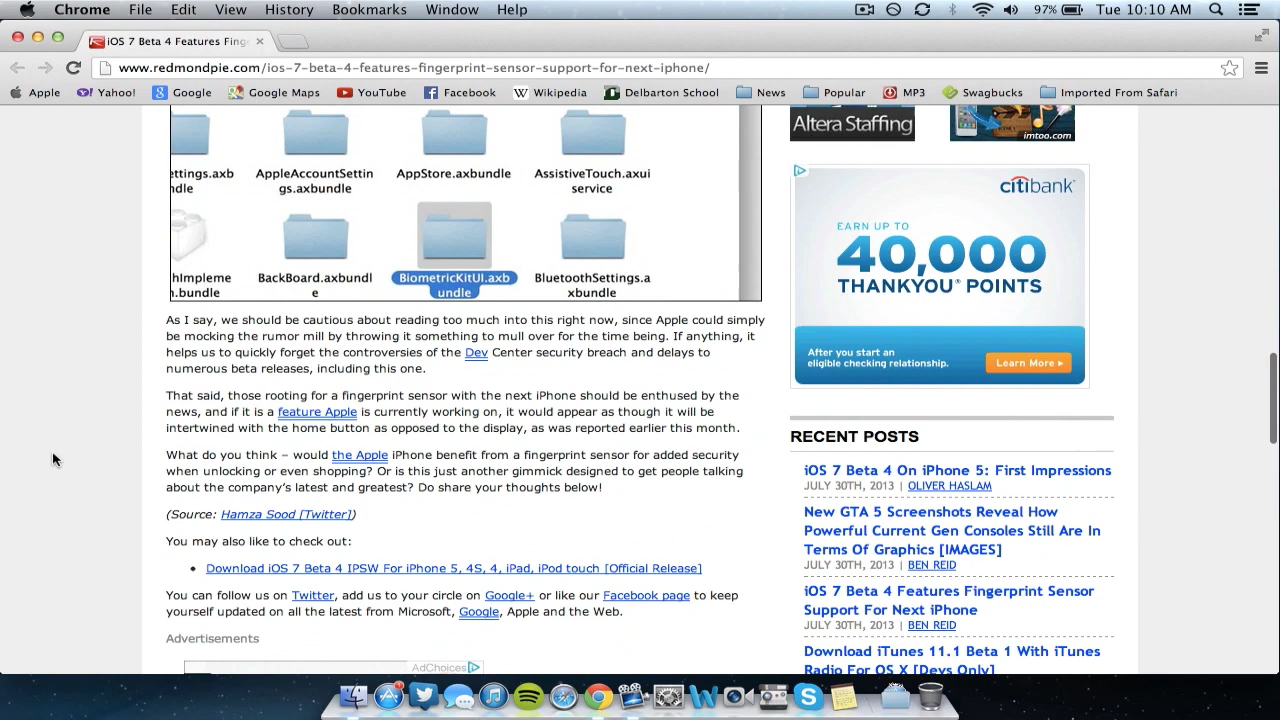 Chrome File Edit View History Bookmarks Window Help 97% Tue 10:10 AM
iOS 7 Beta 4 Features Fing
www.redmondpie.com/ios-7-beta-4-features-fingerprint-sensor-support-for-next-iphone/
Apple Yahoo! Google Google Maps YouTube Facebook Wikipedia Delbarton School News Popular MP3 Swagbucks Imported From Safari
ettings.axb
ndle
AppleAccountSettin
gs.axbundle
AppStore.axbundle
AssistiveTouch.axui
service
hImpleme
n.bundle
BackBoard.axbundl
e
BiometricKitUI.axb
undle
BluetoothSettings.a
xbundle
As I say, we should be cautious about reading too much into this right now, since Apple could simply
be mocking the rumor mill by throwing it something to mull over for the time being. If anything, it
helps us to quickly forget the controversies of the Dev Center security breach and delays to
numerous beta releases, including this one.
That said, those rooting for a fingerprint sensor with the next iPhone should be enthused by the
news, and if it is a feature Apple is currently working on, it would appear as though it will be
intertwined with the home button as opposed to the display, as was reported earlier this month.
What do you think – would the Apple iPhone benefit from a fingerprint sensor for added security
when unlocking or even shopping? Or is this just another gimmick designed to get people talking
about the company's latest and greatest? Do share your thoughts below!
(Source: Hamza Sood [Twitter])
You may also like to check out:
• Download iOS 7 Beta 4 IPSW For iPhone 5, 4S, 4, iPad, iPod touch [Official Release]
You can follow us on Twitter, add us to your circle on Google+ or like our Facebook page to keep
yourself updated on all the latest from Microsoft, Google, Apple and the Web.
Advertisements
AdChoices
Altera Staffing
imtoo.com
citibank
EARN UP TO
40,000
THANKYOU® POINTS
After you start an
eligible checking relationship.
Learn More ▸
RECENT POSTS
iOS 7 Beta 4 On iPhone 5: First Impressions
JULY 30TH, 2013 | OLIVER HASLAM
New GTA 5 Screenshots Reveal How
Powerful Current Gen Consoles Still Are In
Terms Of Graphics [IMAGES]
JULY 30TH, 2013 | BEN REID
iOS 7 Beta 4 Features Fingerprint Sensor
Support For Next iPhone
JULY 30TH, 2013 | BEN REID
Download iTunes 11.1 Beta 1 With iTunes
Radio For OS X [Devs Only]